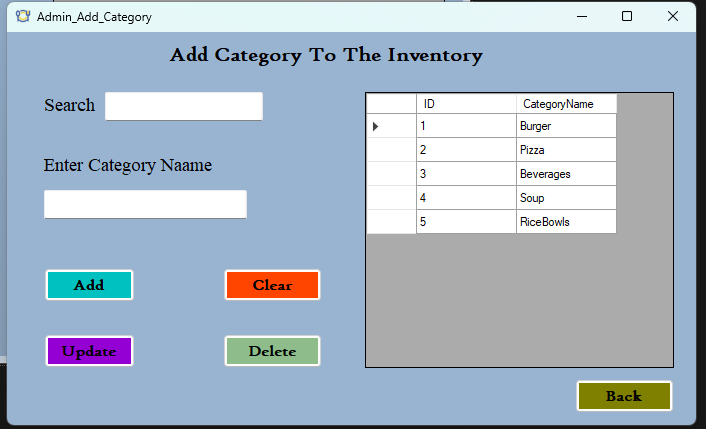 Admin_Add_Category
Add Category To The Inventory
Search
Enter Category Naame
Add
Clear
Update
Delete
ID CategoryName
1 Burger
2 Pizza
3 Beverages
4 Soup
5 RiceBowls
Back